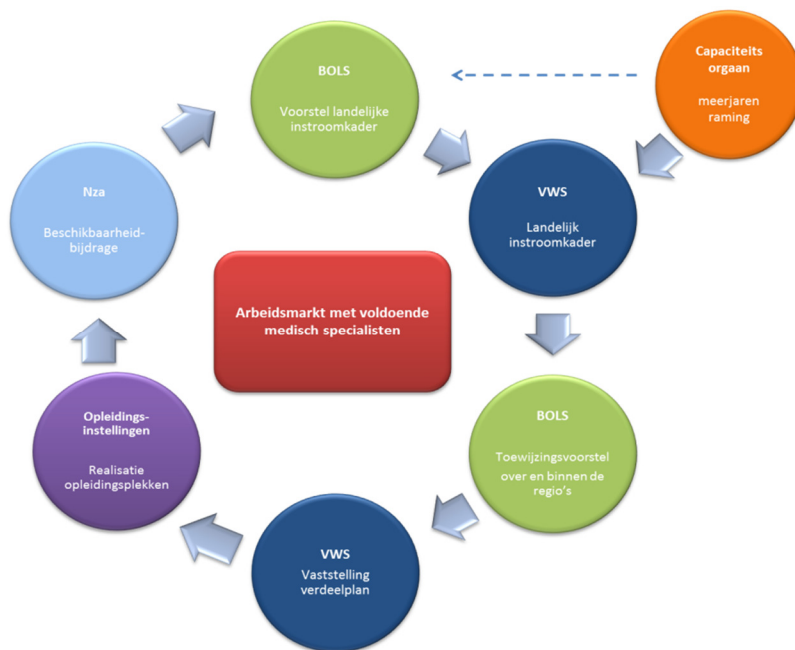 BOLS
Voorstel landelijke
instroomkader
Capaciteits
orgaan
meerjaren
raming
VWS
Landelijk
instroomkader
Nza
Beschikbaarheid-
bijdrage
Arbeidsmarkt met voldoende
medisch specialisten
BOLS
Toewijzingsvoorstel
over en binnen de
regio's
VWS
Vaststelling
verdeelplan
Opleidings-
instellingen
Realisatie
opleidingsplekken